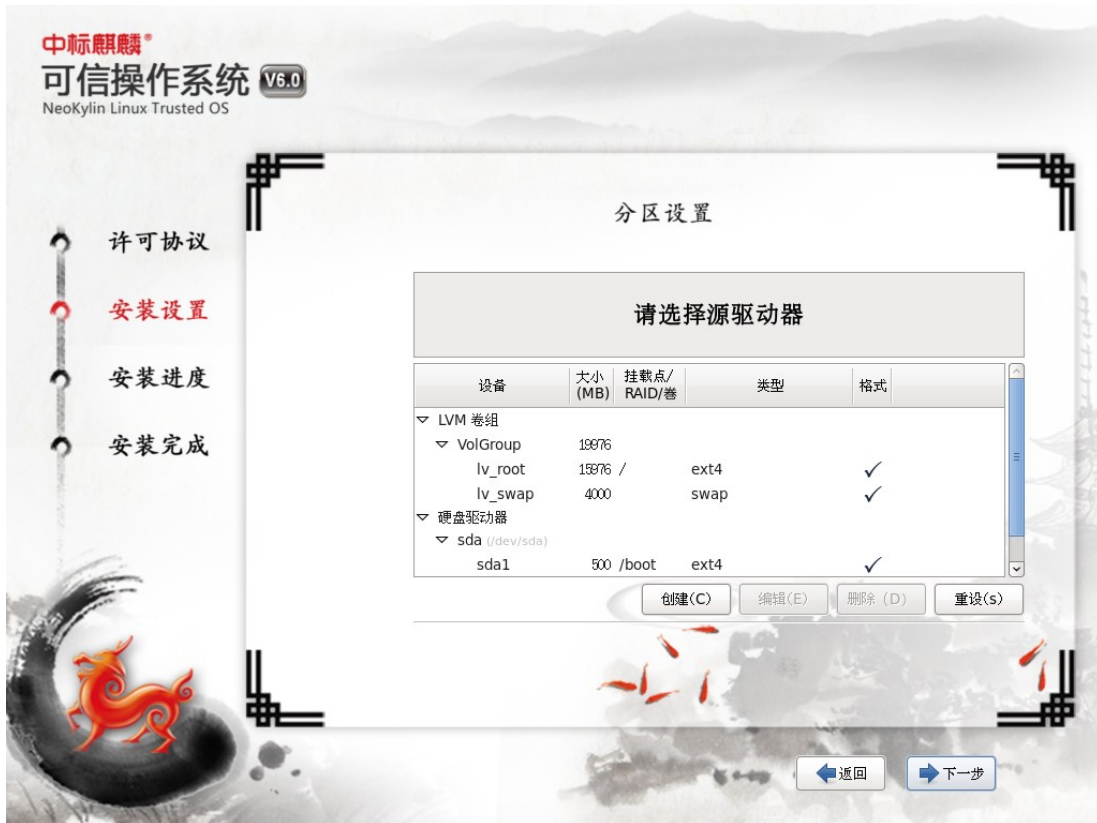 中标麒麟®
可信操作系统 V6.0
NeoKylin Linux Trusted OS
分区设置
许可协议
安装设置
安装进度
安装完成
请选择源驱动器
设备 大小(MB) 挂载点/RAID/卷 类型 格式
LVM 卷组
VolGroup 19976
lv_root 15976 / ext4 ✓
lv_swap 4000 swap ✓
硬盘驱动器
sda (/dev/sda)
sda1 500 /boot ext4 ✓
创建(C) 编辑(E) 删除 (D) 重设(s)
返回 下一步